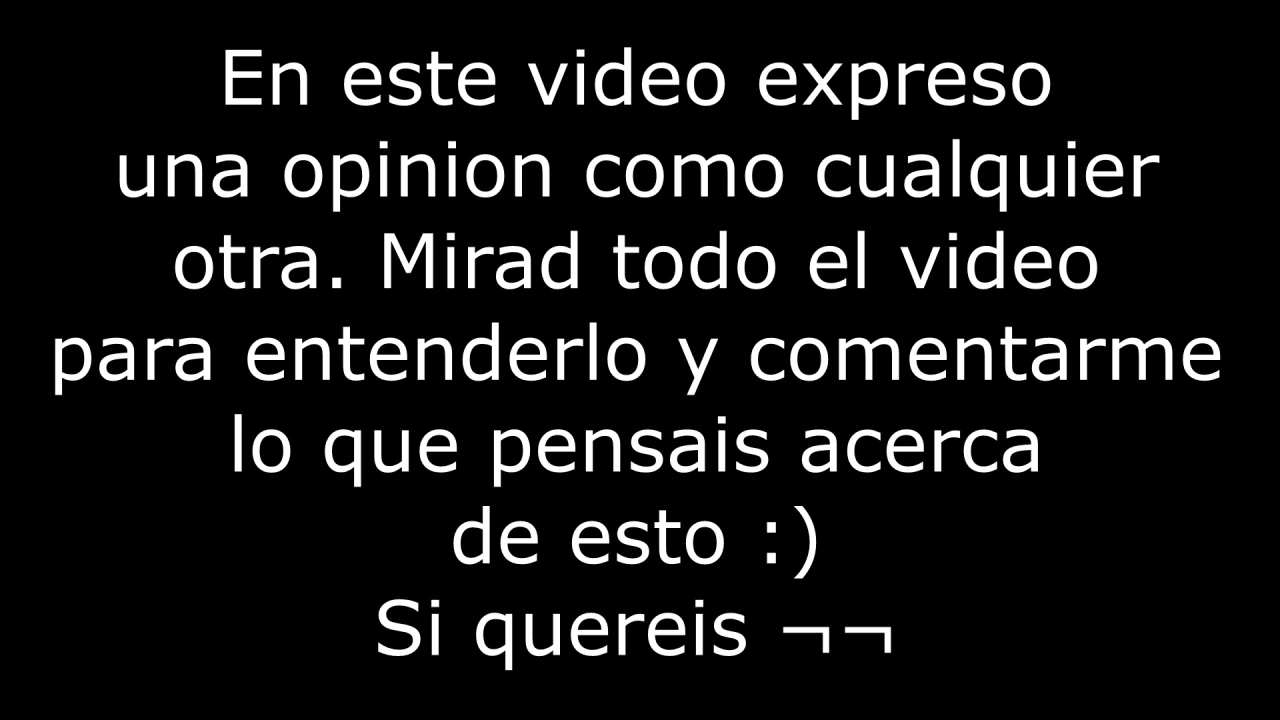 En este video expreso
una opinion como cualquier
otra. Mirad todo el video
para entenderlo y comentarme
lo que pensais acerca
de esto :)
Si quereis ¬¬